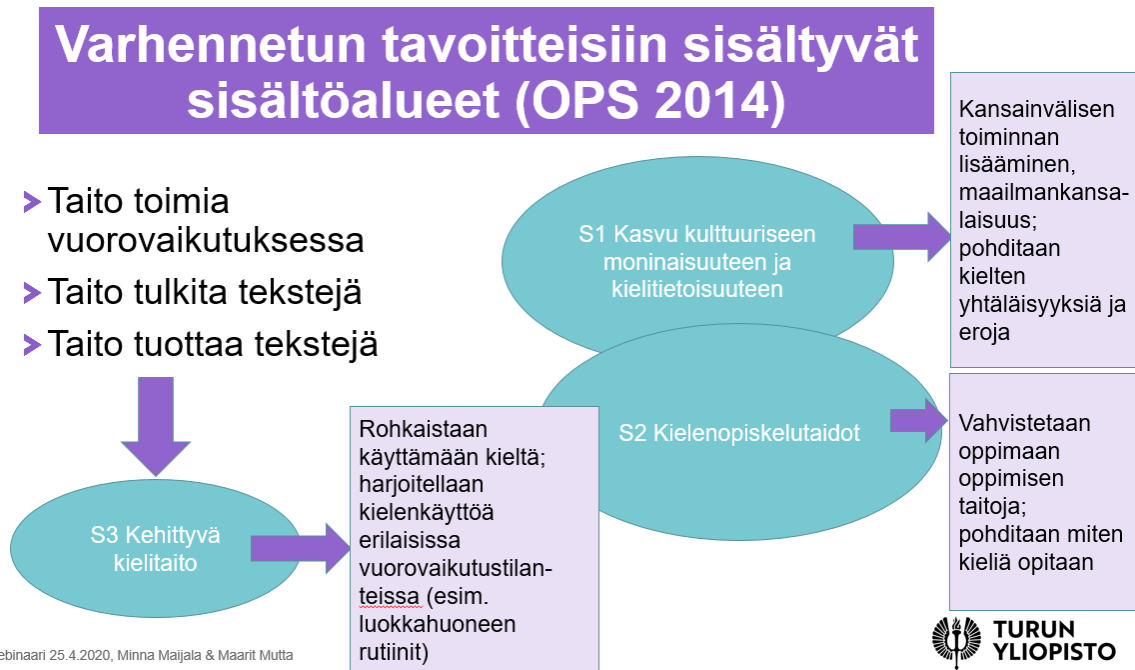 Varhennetun tavoitteisiin sisältyvät
sisältöalueet (OPS 2014)
Taito toimia
vuorovaikutuksessa
Taito tulkita tekstejä
Taito tuottaa tekstejä
S1 Kasvu kulttuuriseen
moninaisuuteen ja
kielitietoisuuteen
Kansainvälisen
toiminnan
lisääminen,
maailmankansa-
laisuus;
pohditaan
kielten
yhtäläisyyksiä ja
eroja
S2 Kielenopiskelutaidot
Vahvistetaan
oppimaan
oppimisen
taitoja;
pohditaan miten
kieliä opitaan
S3 Kehittyvä
kielitaito
Rohkaistaan
käyttämään kieltä;
harjoitellaan
kielenkäyttöä
erilaisissa
vuorovaikutustilan-
teissa (esim.
luokkahuoneen
rutiinit)
ebinaari 25.4.2020, Minna Maijala & Maarit Mutta
TURUN
YLIOPISTO